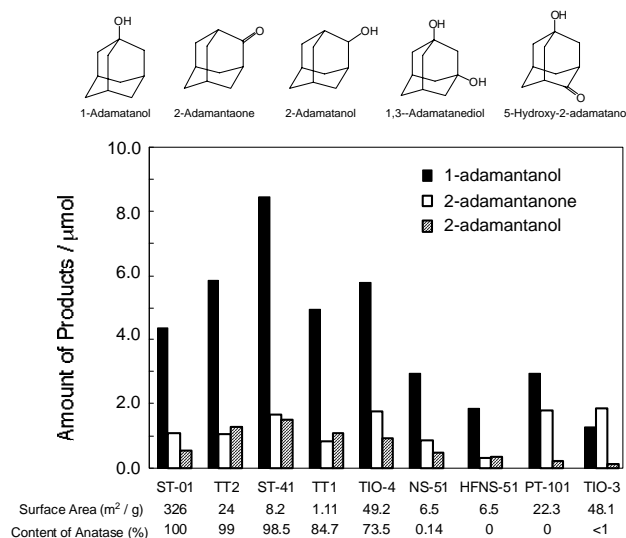 OH
O
OH
OH
OH
OH
O
1-Adamatanol 2-Adamantaone 2-Adamatanol 1,3--Adamatanediol 5-Hydroxy-2-adamatano
1-adamantanol
2-adamantanone
2-adamantanol
Amount of Products / μmol
10.0
8.0
6.0
4.0
2.0
0.0
ST-01 TT2 ST-41 TT1 TIO-4 NS-51 HFNS-51 PT-101 TIO-3
Surface Area (m² / g) 326 24 8.2 1.11 49.2 6.5 6.5 22.3 48.1
Content of Anatase (%) 100 99 98.5 84.7 73.5 0.14 0 0 <1